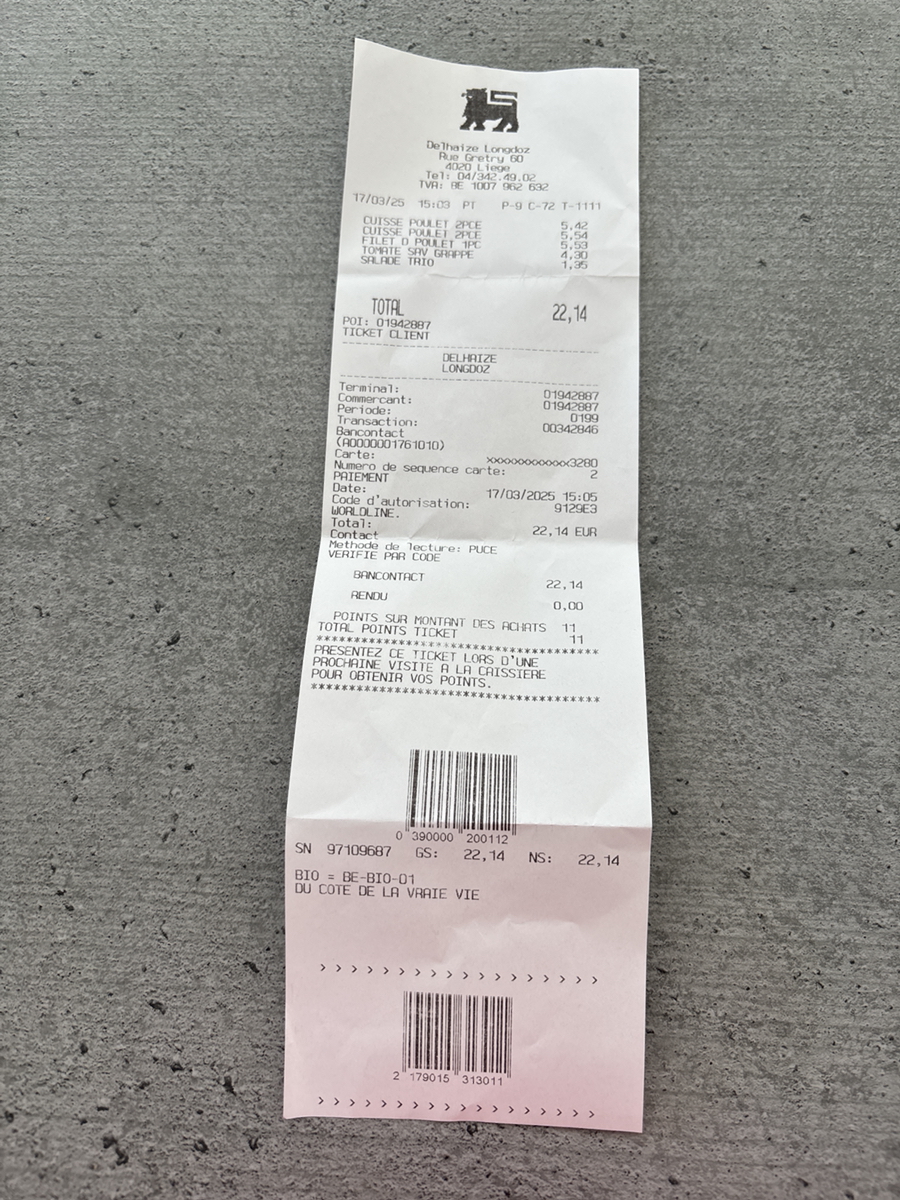 Delhaize Longdoz
Rue Gretry 60
4020 Liege
Tel: 04/342.49.02
TVA: BE 1007 962 632
17/03/25 15:03 PT P-9 C-72 T-1111
CUISSE POULET 2PCE 5,42
CUISSE POULET 2PCE 5,54
FILET D POULET 1PC 5,53
TOMATE SAV GRAPPE 4,30
SALADE TRIO 1,35
TOTAL 22,14
POI: 01942887
TICKET CLIENT
DELHAIZE
LONGDOZ
Terminal: 01942887
Commercant: 01942887
Periode: 0199
Transaction: 00342846
Bancontact
(A0000001761010)
Carte: xxxxxxxxxxxxx3280
Numero de sequence carte: 2
PAIEMENT
Date: 17/03/2025 15:05
Code d'autorisation: 9129E3
WORLDLINE.
Total: 22,14 EUR
Contact
Methode de lecture: PUCE
VERIFIE PAR CODE
BANCONTACT 22,14
RENDU 0,00
POINTS SUR MONTANT DES ACHATS 11
TOTAL POINTS TICKET 11
***********************************
PRESENTEZ CE TICKET LORS D'UNE
PROCHAINE VISITE A LA CAISSIERE
POUR OBTENIR VOS POINTS.
***********************************
0 390000 200112
SN 97109687 GS: 22,14 NS: 22,14
BIO = BE-BIO-01
DU COTE DE LA VRAIE VIE
> > > > > > > > > > > > > > > > > >
2 179015 313011
> > > > > > > > > > > > > > > > > >